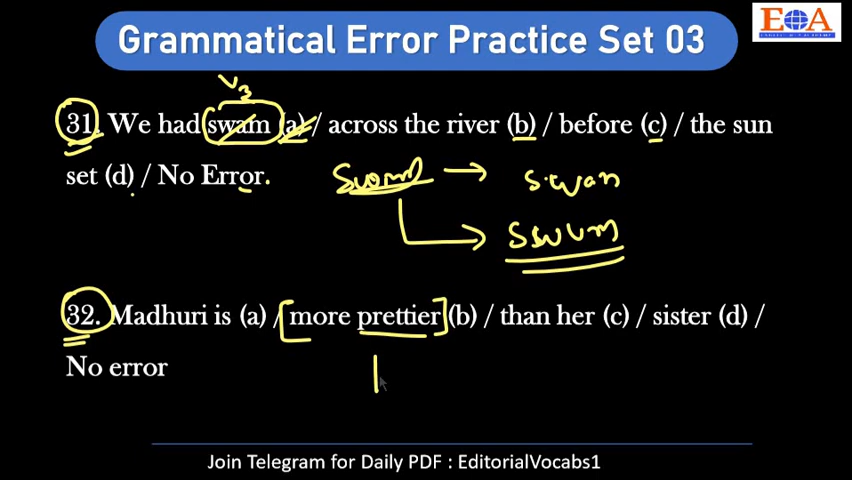 Grammatical Error Practice Set 03
EOA
V3
31. We had swam (a) / across the river (b) / before (c) / the sun
set (d) / No Error.
swam
swum
32. Madhuri is (a) / [more prettier] (b) / than her (c) / sister (d) /
No error
Join Telegram for Daily PDF : EditorialVocabs1